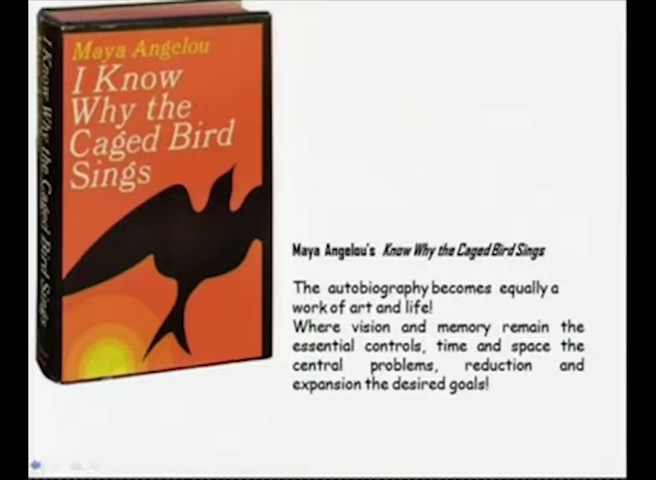 I Know Why the Caged Bird Sings
Maya Angelou
I Know
Why the
Caged Bird
Sings
Maya Angelou's Know Why the Caged Bird Sings
The autobiography becomes equally a
work of art and life!
Where vision and memory remain the
essential controls, time and space the
central problems, reduction and
expansion the desired goals!